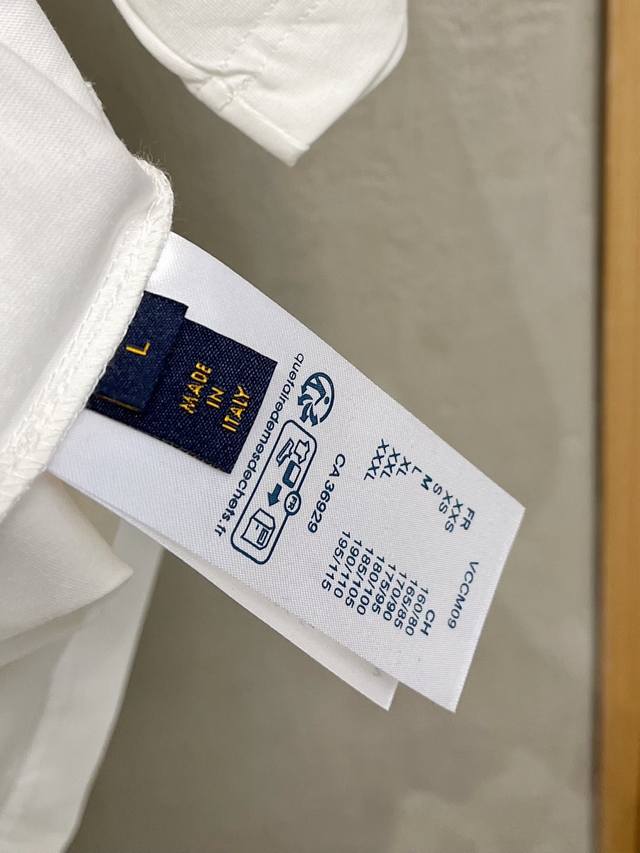 L
MADE
IN
ITALY
VCCM09
FR CH
XXS 160/80
XS 165/85
S 170/90
M 175/95
L 180/100
XL 185/105
XXL 190/110
XXXL 195/115
CA 36929
FR
quefairedemesdechets.fr